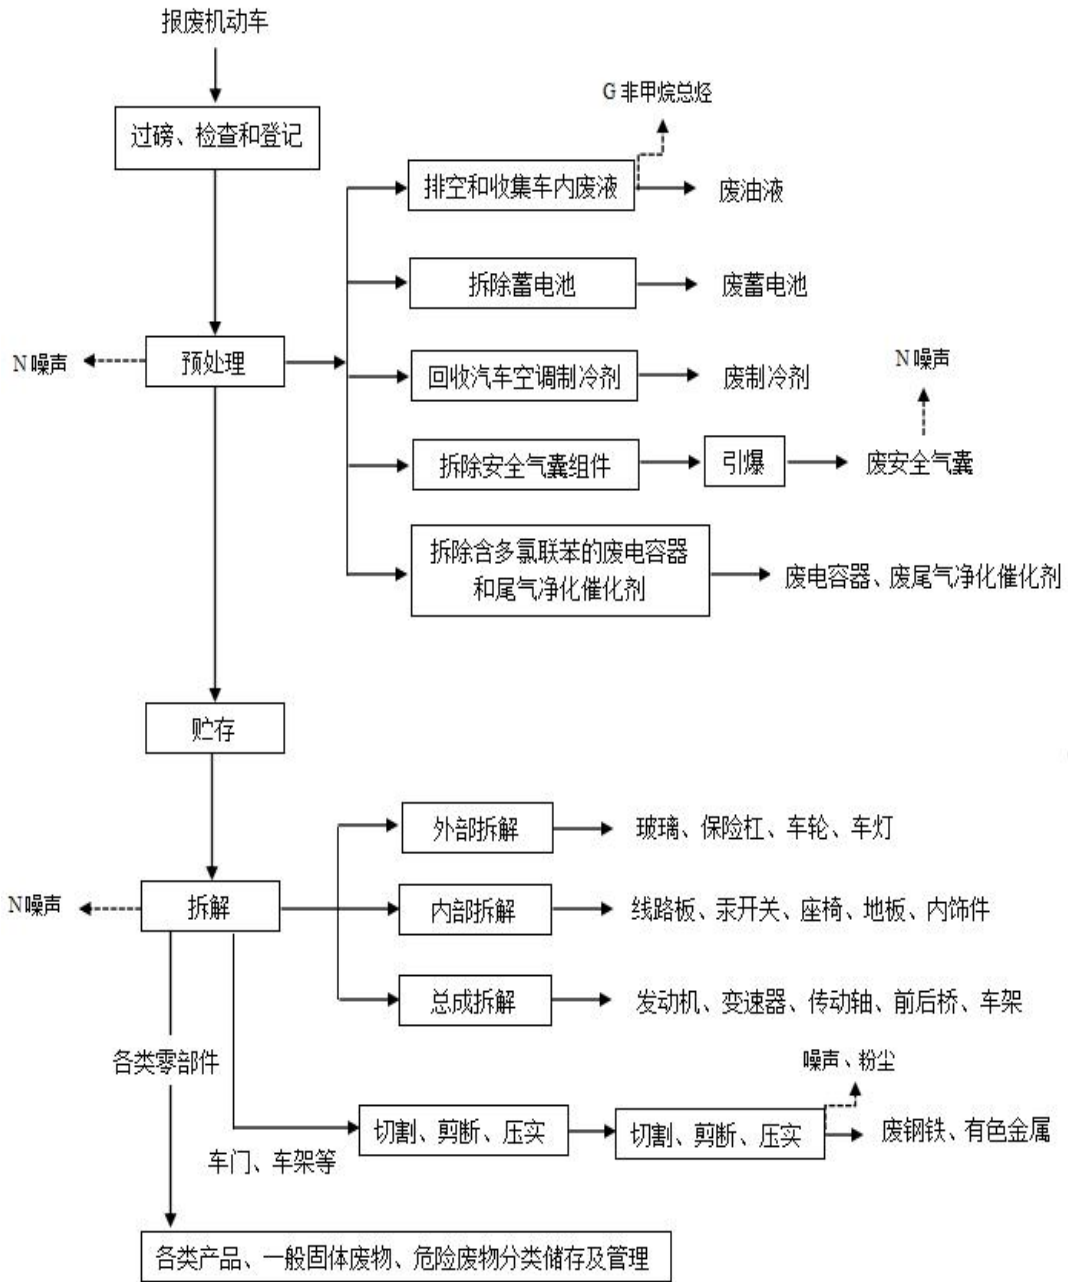 报废机动车
过磅、检查和登记
G 非甲烷总烃
排空和收集车内废液
废油液
拆除蓄电池
废蓄电池
N 噪声
预处理
回收汽车空调制冷剂
废制冷剂
N 噪声
拆除安全气囊组件
引爆
废安全气囊
拆除含多氯联苯的废电容器
和尾气净化催化剂
废电容器、废尾气净化催化剂
贮存
外部拆解
玻璃、保险杠、车轮、车灯
N 噪声
拆解
内部拆解
线路板、汞开关、座椅、地板、内饰件
总成拆解
发动机、变速器、传动轴、前后桥、车架
各类零部件
噪声、粉尘
切割、剪断、压实
切割、剪断、压实
废钢铁、有色金属
车门、车架等
各类产品、一般固体废物、危险废物分类储存及管理